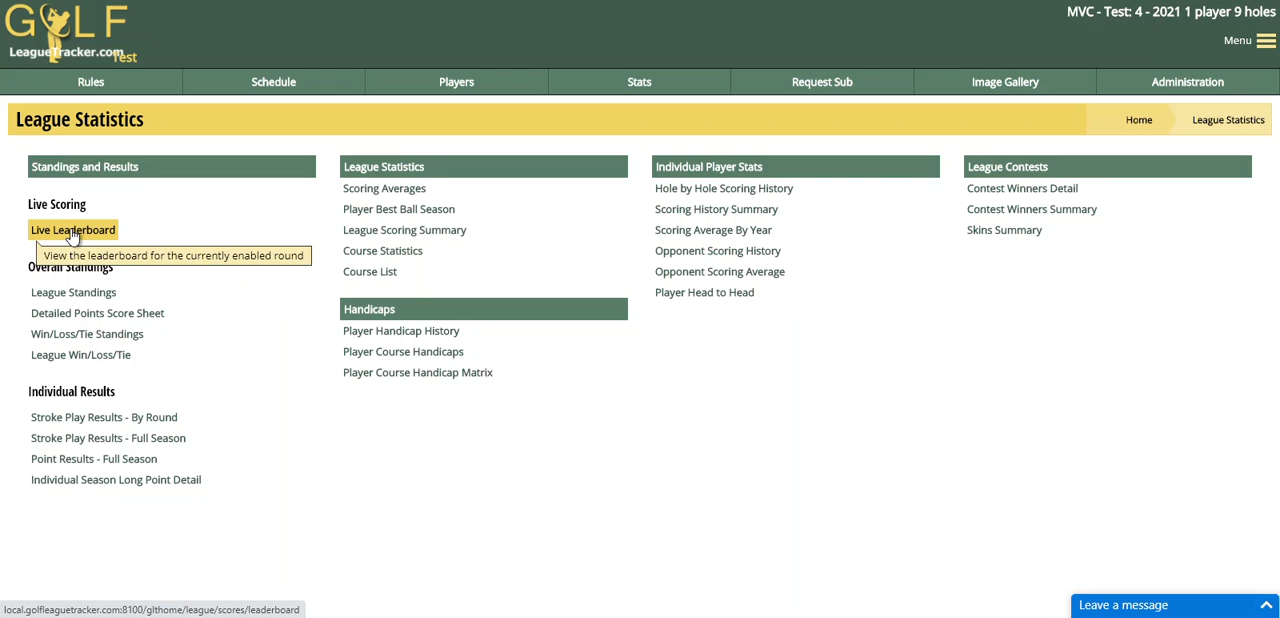 GOLF
LeagueTracker.com
Test
MVC - Test: 4 - 2021 1 player 9 holes
Menu
Rules
Schedule
Players
Stats
Request Sub
Image Gallery
Administration
League Statistics
Home
League Statistics
Standings and Results
Live Scoring
Live Leaderboard
View the leaderboard for the currently enabled round
Overall Standings
League Standings
Detailed Points Score Sheet
Win/Loss/Tie Standings
League Win/Loss/Tie
Individual Results
Stroke Play Results - By Round
Stroke Play Results - Full Season
Point Results - Full Season
Individual Season Long Point Detail
League Statistics
Scoring Averages
Player Best Ball Season
League Scoring Summary
Course Statistics
Course List
Handicaps
Player Handicap History
Player Course Handicaps
Player Course Handicap Matrix
Individual Player Stats
Hole by Hole Scoring History
Scoring History Summary
Scoring Average By Year
Opponent Scoring History
Opponent Scoring Average
Player Head to Head
League Contests
Contest Winners Detail
Contest Winners Summary
Skins Summary
local.golfleaguetracker.com:8100/glthome/league/scores/leaderboard
Leave a message